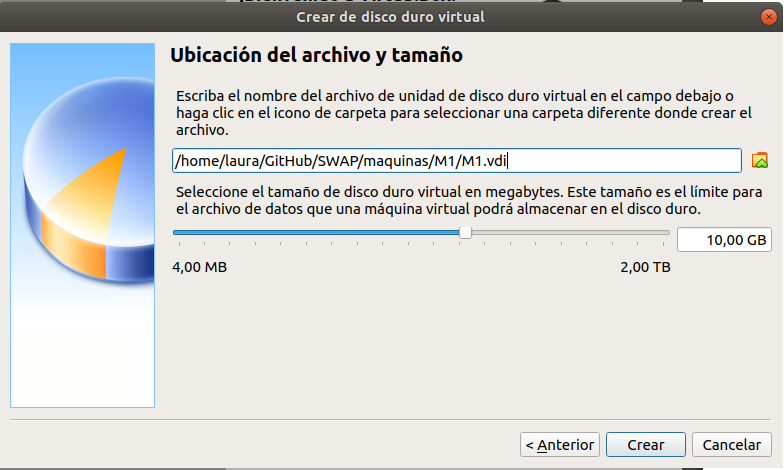 Crear de disco duro virtual
Ubicación del archivo y tamaño
Escriba el nombre del archivo de unidad de disco duro virtual en el campo debajo o
haga clic en el icono de carpeta para seleccionar una carpeta diferente donde crear el
archivo.
/home/laura/GitHub/SWAP/maquinas/M1/M1.vdi
Seleccione el tamaño de disco duro virtual en megabytes. Este tamaño es el límite para
el archivo de datos que una máquina virtual podrá almacenar en el disco duro.
10,00 GB
4,00 MB 2,00 TB
< Anterior Crear Cancelar